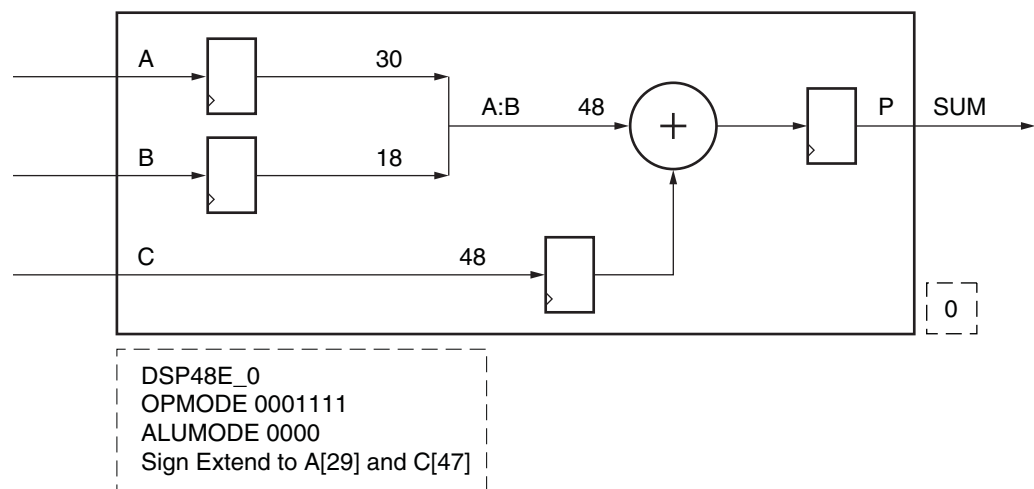 A
30
A:B
48
P
SUM
B
18
C
48
0
DSP48E_0
OPMODE 0001111
ALUMODE 0000
Sign Extend to A[29] and C[47]